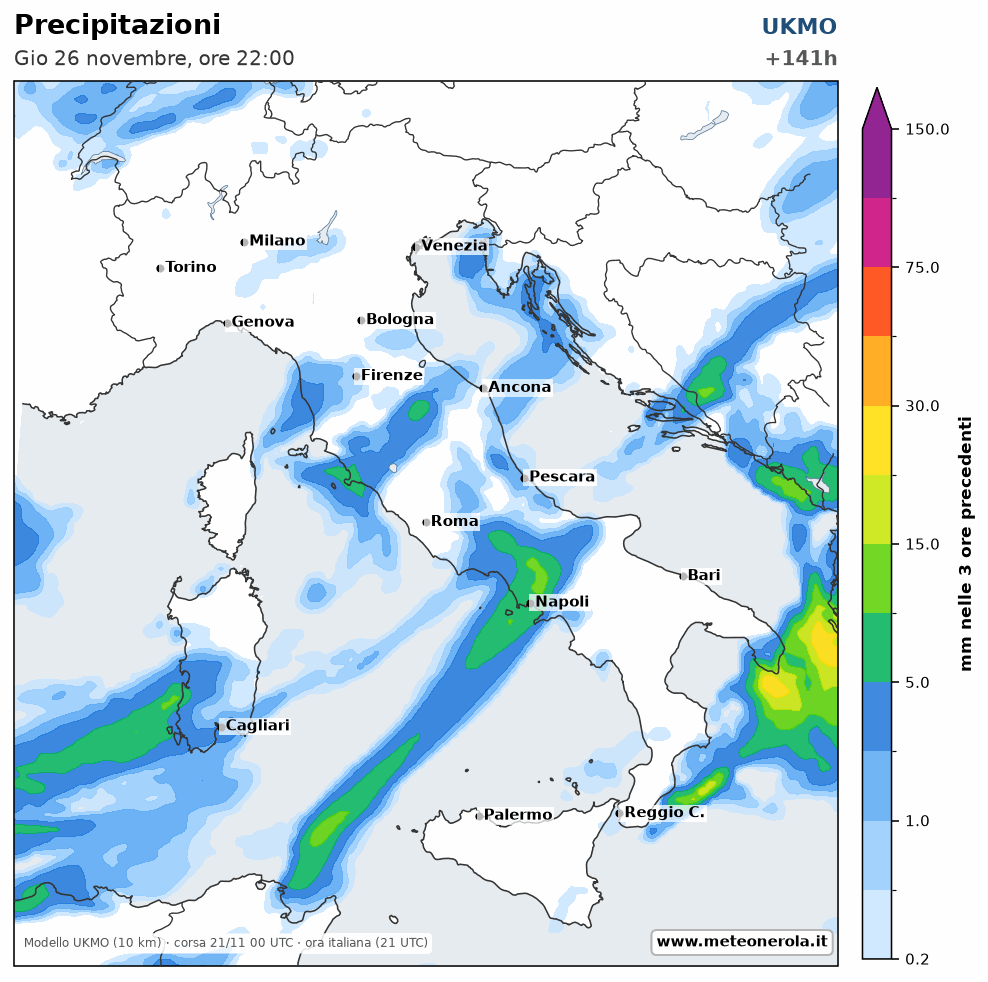 Precipitazioni
UKMO
Gio 26 novembre, ore 22:00
+141h
150.0
75.0
30.0
15.0
5.0
1.0
0.2
mm nelle 3 ore precedenti
Milano
Venezia
Torino
Genova
Bologna
Firenze
Ancona
Pescara
Roma
Bari
Napoli
Cagliari
Palermo
Reggio C.
Modello UKMO (10 km) · corsa 21/11 00 UTC · ora italiana (21 UTC)
www.meteonerola.it